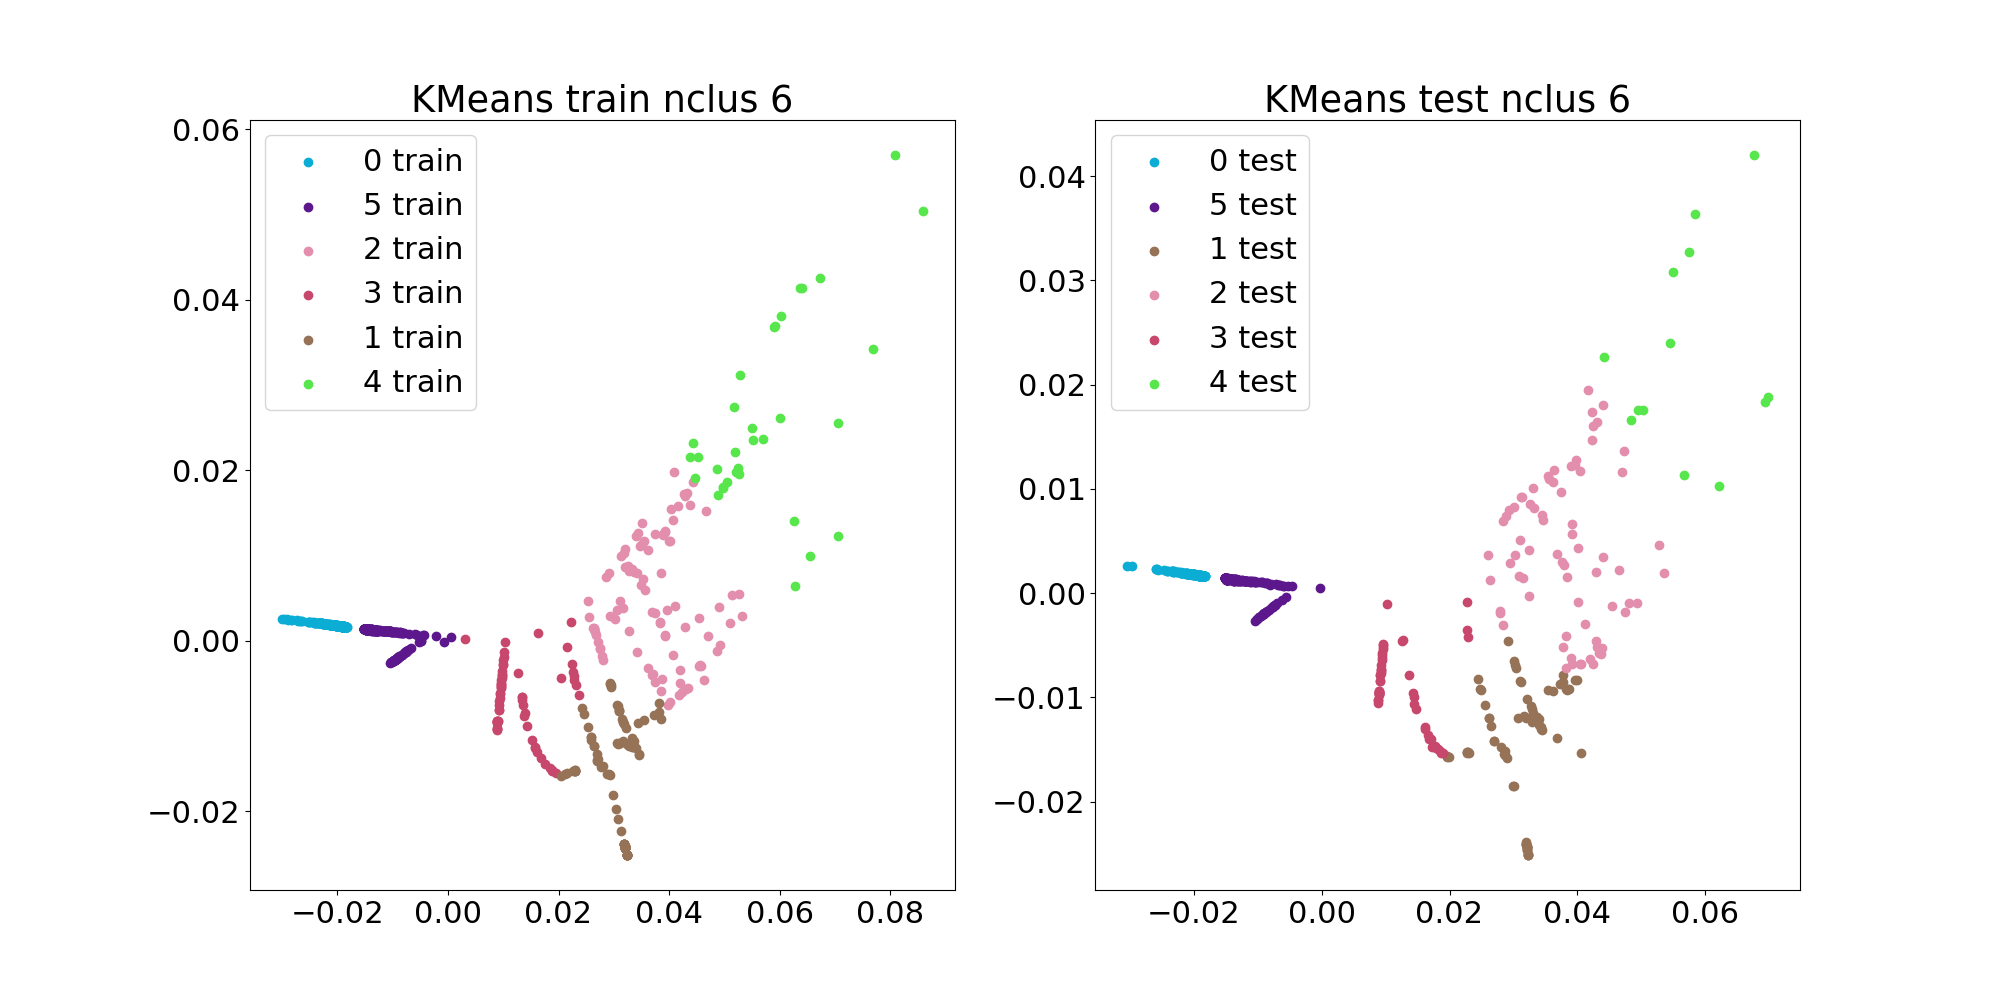 KMeans train nclus 6
0.06
0.04
0.02
0.00
−0.02
0 train
5 train
2 train
3 train
1 train
4 train
−0.02 0.00 0.02 0.04 0.06 0.08
KMeans test nclus 6
0.04
0.03
0.02
0.01
0.00
−0.01
−0.02
0 test
5 test
1 test
2 test
3 test
4 test
−0.02 0.00 0.02 0.04 0.06